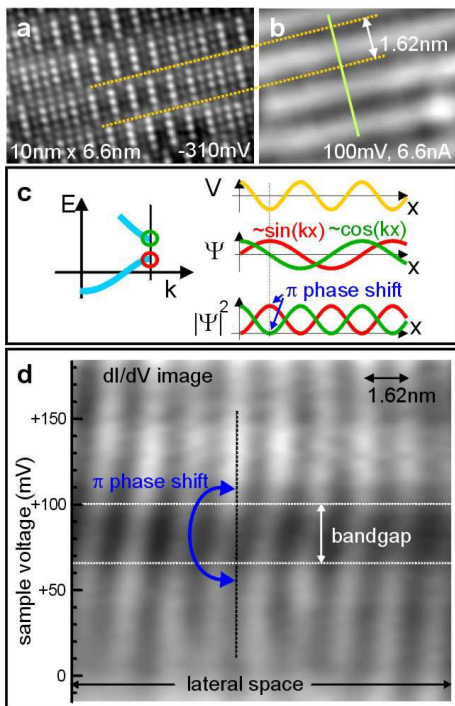 a
b
1.62nm
10nm x 6.6nm
-310mV
100mV, 6.6nA
c
E
k
V
x
~sin(kx)
~cos(kx)
Ψ
x
π phase shift
|Ψ|²
x
d
dI/dV image
1.62nm
+150
π phase shift
+100
bandgap
+50
0
sample voltage (mV)
lateral space